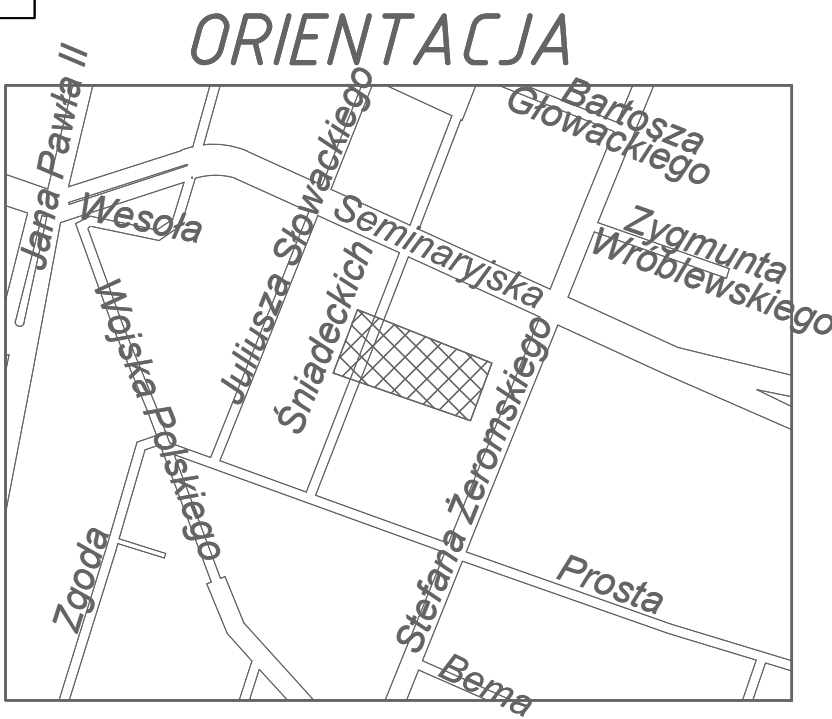 ORIENTACJA
Jana Pawła II
Wesoła
Juliusza Słowackiego
Bartosza
Głowackiego
Seminaryjska
Zygmunta
Wróblewskiego
Śniadeckich
Wojska Polskiego
Stefana Żeromskiego
Zgoda
Prosta
Bema